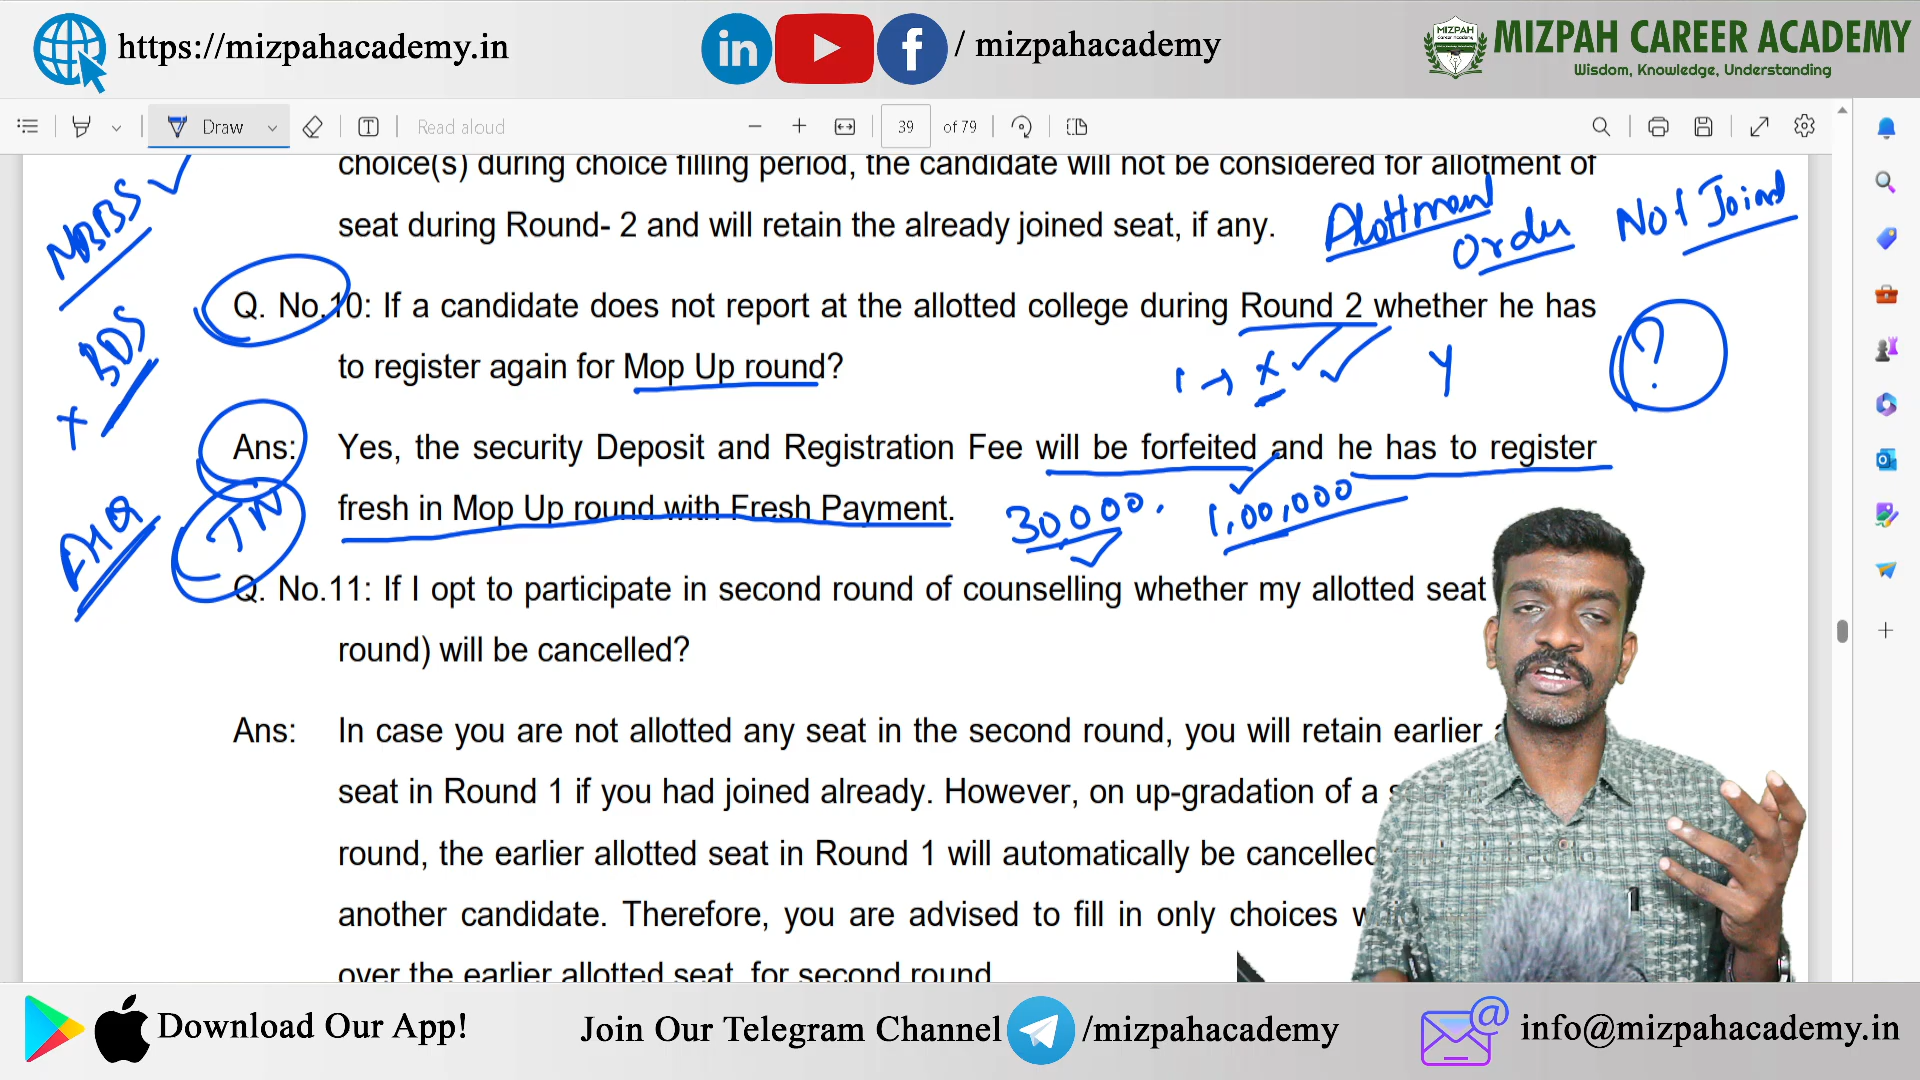 https://mizpahacademy.in
in
f
/ mizpahacademy
MIZPAH
MIZPAH CAREER ACADEMY
Wisdom, Knowledge, Understanding
Draw
Read aloud
39 of 79
choice(s) during choice filling period, the candidate will not be considered for allotment of
seat during Round- 2 and will retain the already joined seat, if any.
Allotment
Order
Not Joined
MBBS
Q. No.10: If a candidate does not report at the allotted college during Round 2 whether he has
to register again for Mop Up round?
BDS
1 → x
y
?
x
Ans: Yes, the security Deposit and Registration Fee will be forfeited and he has to register
fresh in Mop Up round with Fresh Payment.
TN
30,000.
1,00,000
Q. No.11: If I opt to participate in second round of counselling whether my allotted seat
round) will be cancelled?
Ans: In case you are not allotted any seat in the second round, you will retain earlier
seat in Round 1 if you had joined already. However, on up-gradation of a
round, the earlier allotted seat in Round 1 will automatically be cancelled
another candidate. Therefore, you are advised to fill in only choices
over the earlier allotted seat, for second round
Download Our App!
Join Our Telegram Channel /mizpahacademy
@
info@mizpahacademy.in